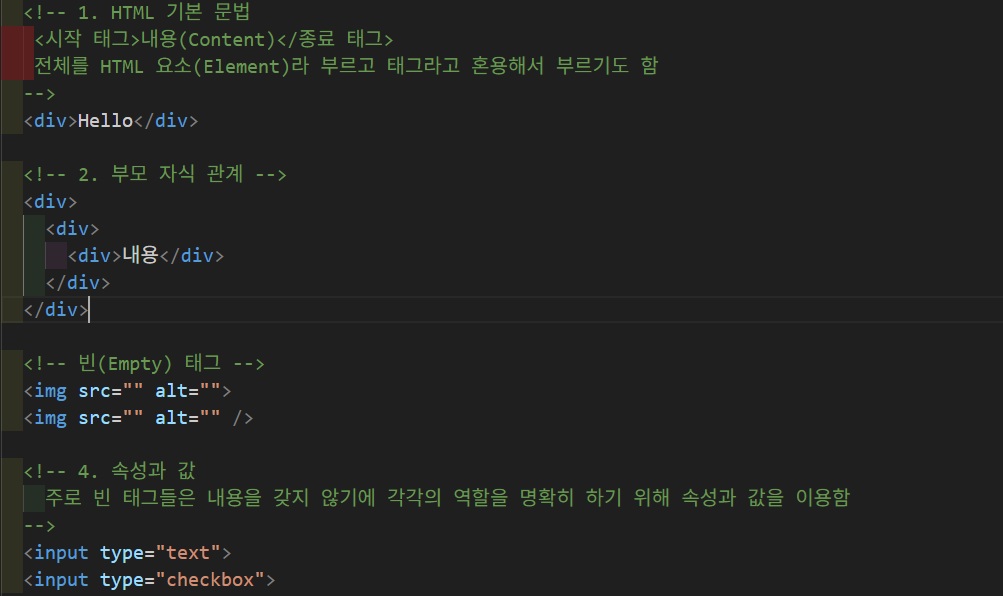 <!-- 1. HTML 기본 문법
<시작 태그>내용(Content)</종료 태그>
전체를 HTML 요소(Element)라 부르고 태그라고 혼용해서 부르기도 함
-->
<div>Hello</div>
<!-- 2. 부모 자식 관계 -->
<div>
<div>
<div>내용</div>
</div>
</div>
<!-- 빈(Empty) 태그 -->
<img src="" alt="">
<img src="" alt="" />
<!-- 4. 속성과 값
주로 빈 태그들은 내용을 갖지 않기에 각각의 역할을 명확히 하기 위해 속성과 값을 이용함
-->
<input type="text">
<input type="checkbox">